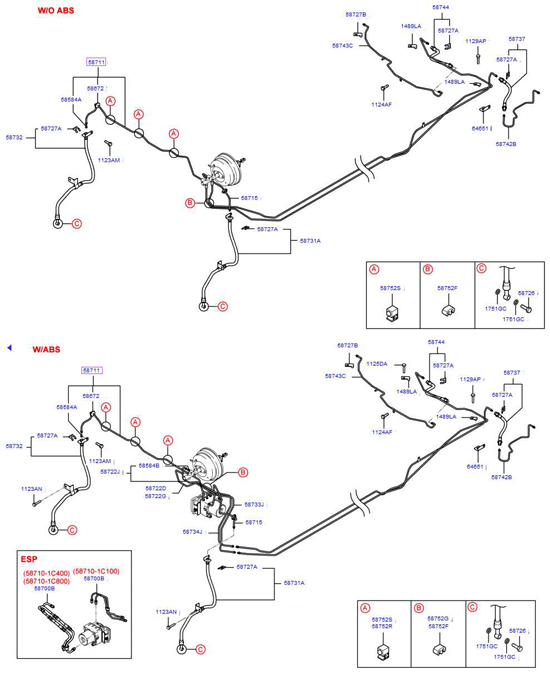 W/O ABS
58711
58672
58584A
58727A
58732
1123AM
A
A
A
C
B
58715
58727A
58731A
C
58727B
58743C
1489LA
58744
58727A
1129AP
58737
58727A
1489LA
1124AF
64651
58742B
A
B
C
58752S
58752F
1751GC
58726
1751GC
W/ABS
58711
58672
58584A
58727A
58732
1123AM
A
A
A
1123AN
C
58584B
58722J
58722D
58722G
B
58733J
58715
58734J
58727A
58731A
1123AN
C
58727B
58743C
1125DA
1489LA
58744
58727A
1129AP
58737
58727A
1489LA
1124AF
64651
58742B
ESP
(58710-1C400)
(58710-1C800)
58700B
(58710-1C100)
58700B
A
B
C
58752S
58752R
58752G
58752F
1751GC
58726
1751GC